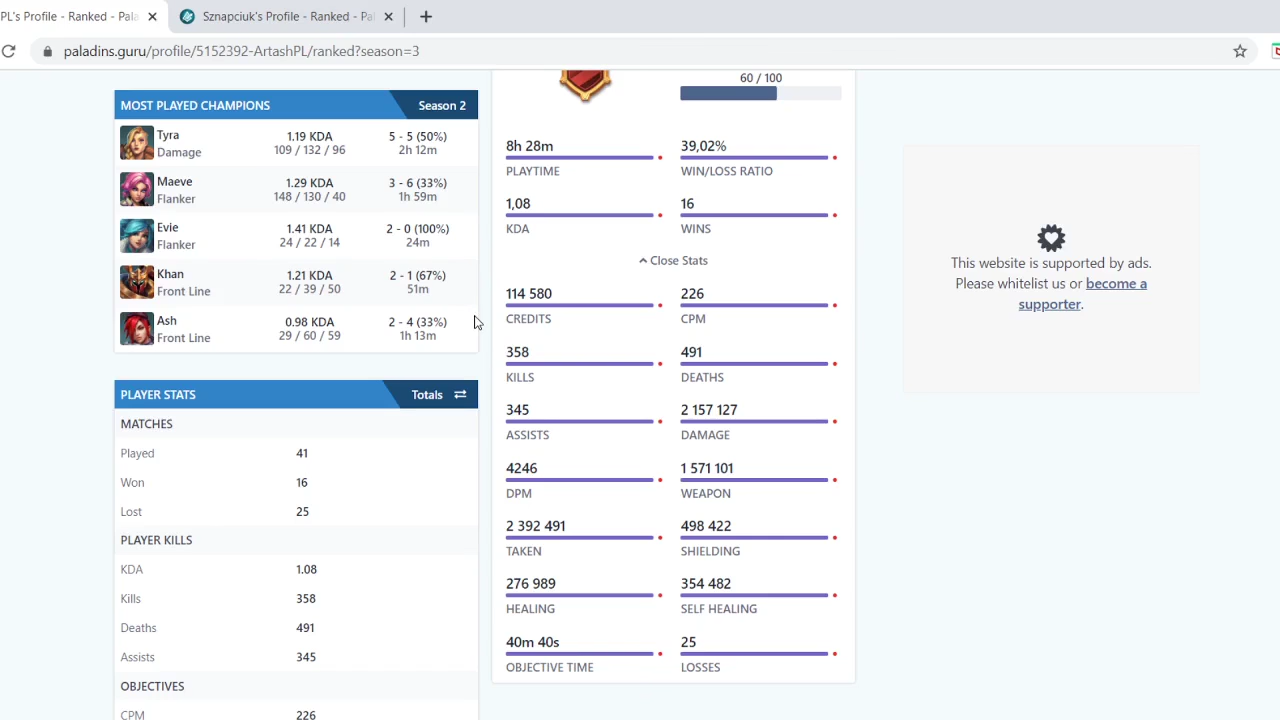 PL's Profile - Ranked - Pala
Sznapciuk's Profile - Ranked - Pal
paladins.guru/profile/5152392-ArtashPL/ranked?season=3
MOST PLAYED CHAMPIONS Season 2
Tyra 1.19 KDA 5 - 5 (50%)
Damage 109 / 132 / 96 2h 12m
Maeve 1.29 KDA 3 - 6 (33%)
Flanker 148 / 130 / 40 1h 59m
Evie 1.41 KDA 2 - 0 (100%)
Flanker 24 / 22 / 14 24m
Khan 1.21 KDA 2 - 1 (67%)
Front Line 22 / 39 / 50 51m
Ash 0.98 KDA 2 - 4 (33%)
Front Line 29 / 60 / 59 1h 13m
PLAYER STATS Totals
MATCHES
Played 41
Won 16
Lost 25
PLAYER KILLS
KDA 1.08
Kills 358
Deaths 491
Assists 345
OBJECTIVES
CPM 226
60 / 100
8h 28m 39,02%
PLAYTIME WIN/LOSS RATIO
1,08 16
KDA WINS
Close Stats
114 580 226
CREDITS CPM
358 491
KILLS DEATHS
345 2 157 127
ASSISTS DAMAGE
4246 1 571 101
DPM WEAPON
2 392 491 498 422
TAKEN SHIELDING
276 989 354 482
HEALING SELF HEALING
40m 40s 25
OBJECTIVE TIME LOSSES
This website is supported by ads.
Please whitelist us or become a
supporter.